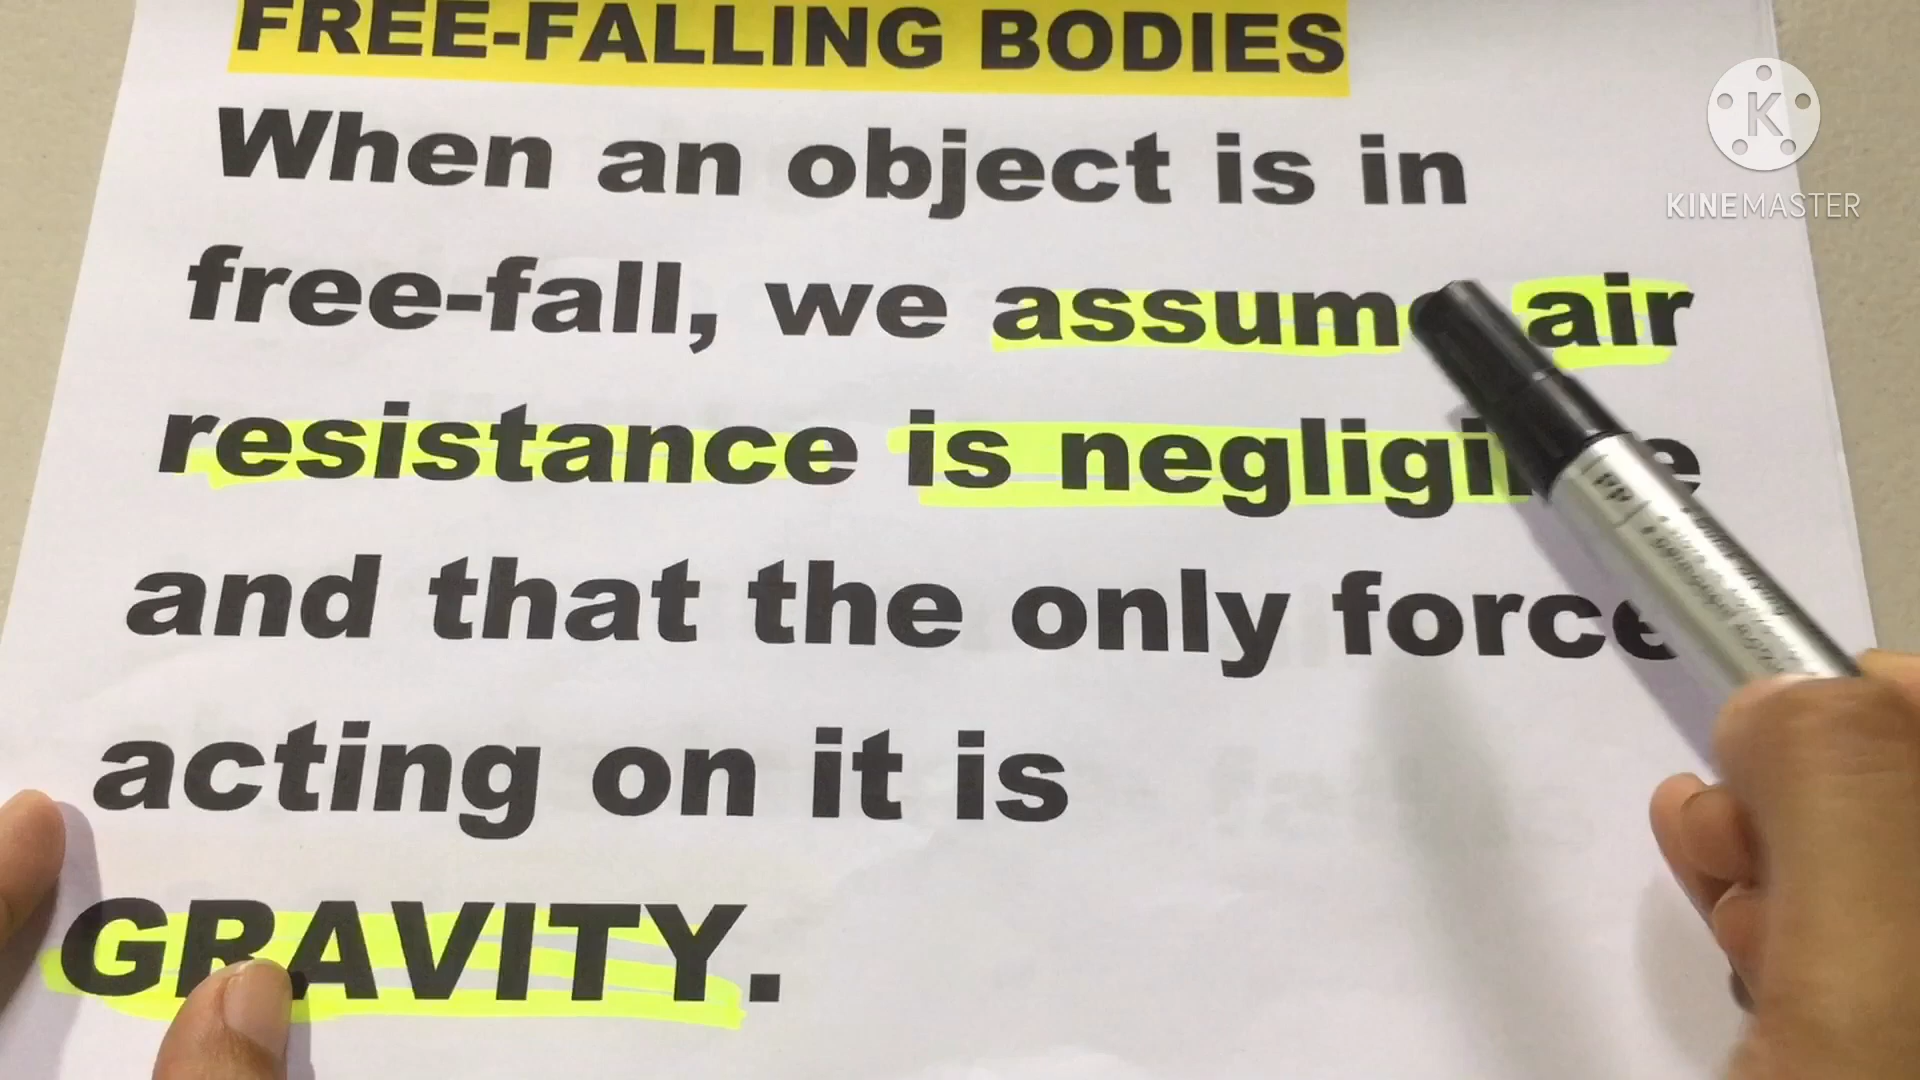 FREE-FALLING BODIES
When an object is in
free-fall, we assume air
resistance is negligible
and that the only force
acting on it is
GRAVITY.
K
KINEMASTER